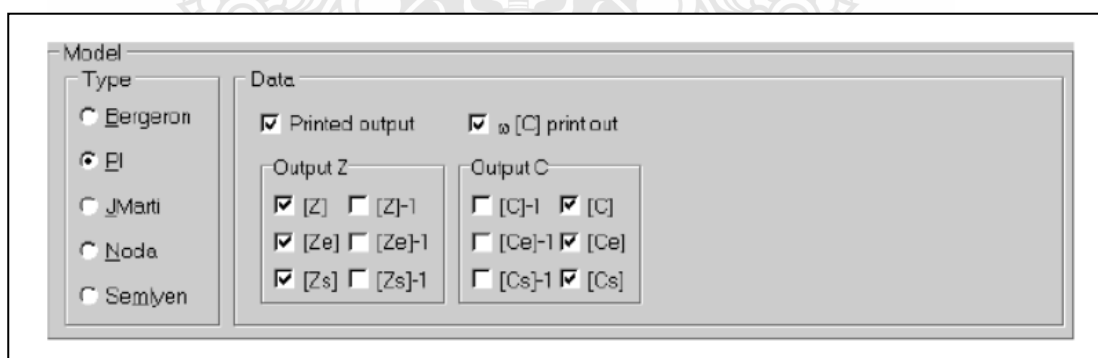 Model
Type
Bergeron
PI
JMarti
Noda
Semlyen
Data
Printed output
ω [C] print out
Output Z
[Z] [Z]-1
[Ze] [Ze]-1
[Zs] [Zs]-1
Output C
[C]-1 [C]
[Ce]-1 [Ce]
[Cs]-1 [Cs]